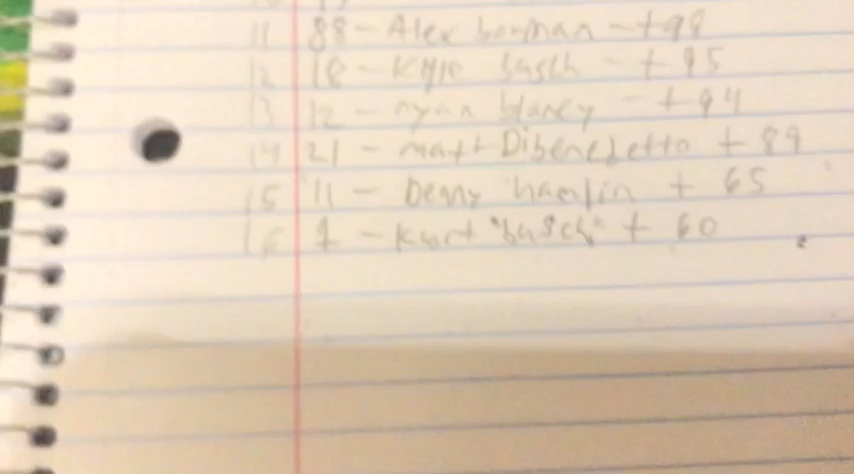 11 88 - Alex bowman - +98
12 18 - Kyle busch - + 95
13 12 - ryan blaney - + 94
14 21 - matt Dibenedetto + 89
15 11 - Denny hamlin + 65
16 1 - Kurt "busch" + 60